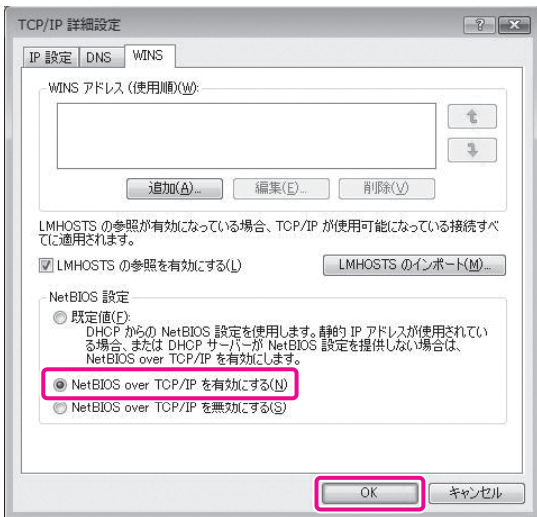 TCP/IP 詳細設定
IP 設定 DNS WINS
WINS アドレス (使用順)(W):
追加(A)... 編集(E)... 削除(V)
LMHOSTS の参照が有効になっている場合、TCP/IP が使用可能になっている接続すべ
てに適用されます。
LMHOSTS の参照を有効にする(L) LMHOSTS のインポート(M)...
NetBIOS 設定
既定値(F):
DHCP からの NetBIOS 設定を使用します。静的 IP アドレスが使用されてい
る場合、または DHCP サーバーが NetBIOS 設定を提供しない場合は、
NetBIOS over TCP/IP を有効にします。
NetBIOS over TCP/IP を有効にする(N)
NetBIOS over TCP/IP を無効にする(S)
OK キャンセル